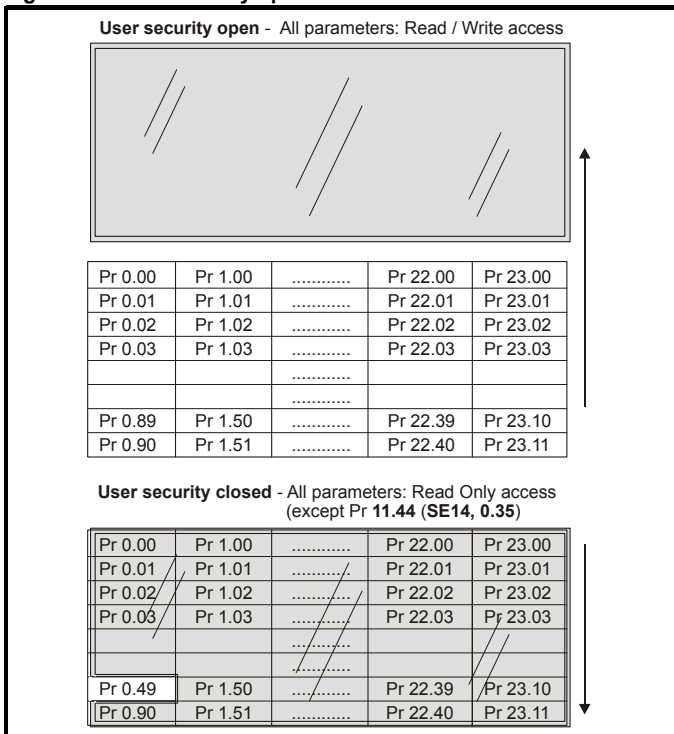 User security open - All parameters: Read / Write access
Pr 0.00 Pr 1.00 ............ Pr 22.00 Pr 23.00
Pr 0.01 Pr 1.01 ............ Pr 22.01 Pr 23.01
Pr 0.02 Pr 1.02 ............ Pr 22.02 Pr 23.02
Pr 0.03 Pr 1.03 ............ Pr 22.03 Pr 23.03
............
............
Pr 0.89 Pr 1.50 ............ Pr 22.39 Pr 23.10
Pr 0.90 Pr 1.51 ............ Pr 22.40 Pr 23.11
User security closed - All parameters: Read Only access
(except Pr 11.44 (SE14, 0.35)
Pr 0.00 Pr 1.00 ............ Pr 22.00 Pr 23.00
Pr 0.01 Pr 1.01 ............ Pr 22.01 Pr 23.01
Pr 0.02 Pr 1.02 ............ Pr 22.02 Pr 23.02
Pr 0.03 Pr 1.03 ............ Pr 22.03 Pr 23.03
............
............
Pr 0.49 Pr 1.50 ............ Pr 22.39 Pr 23.10
Pr 0.90 Pr 1.51 ............ Pr 22.40 Pr 23.11